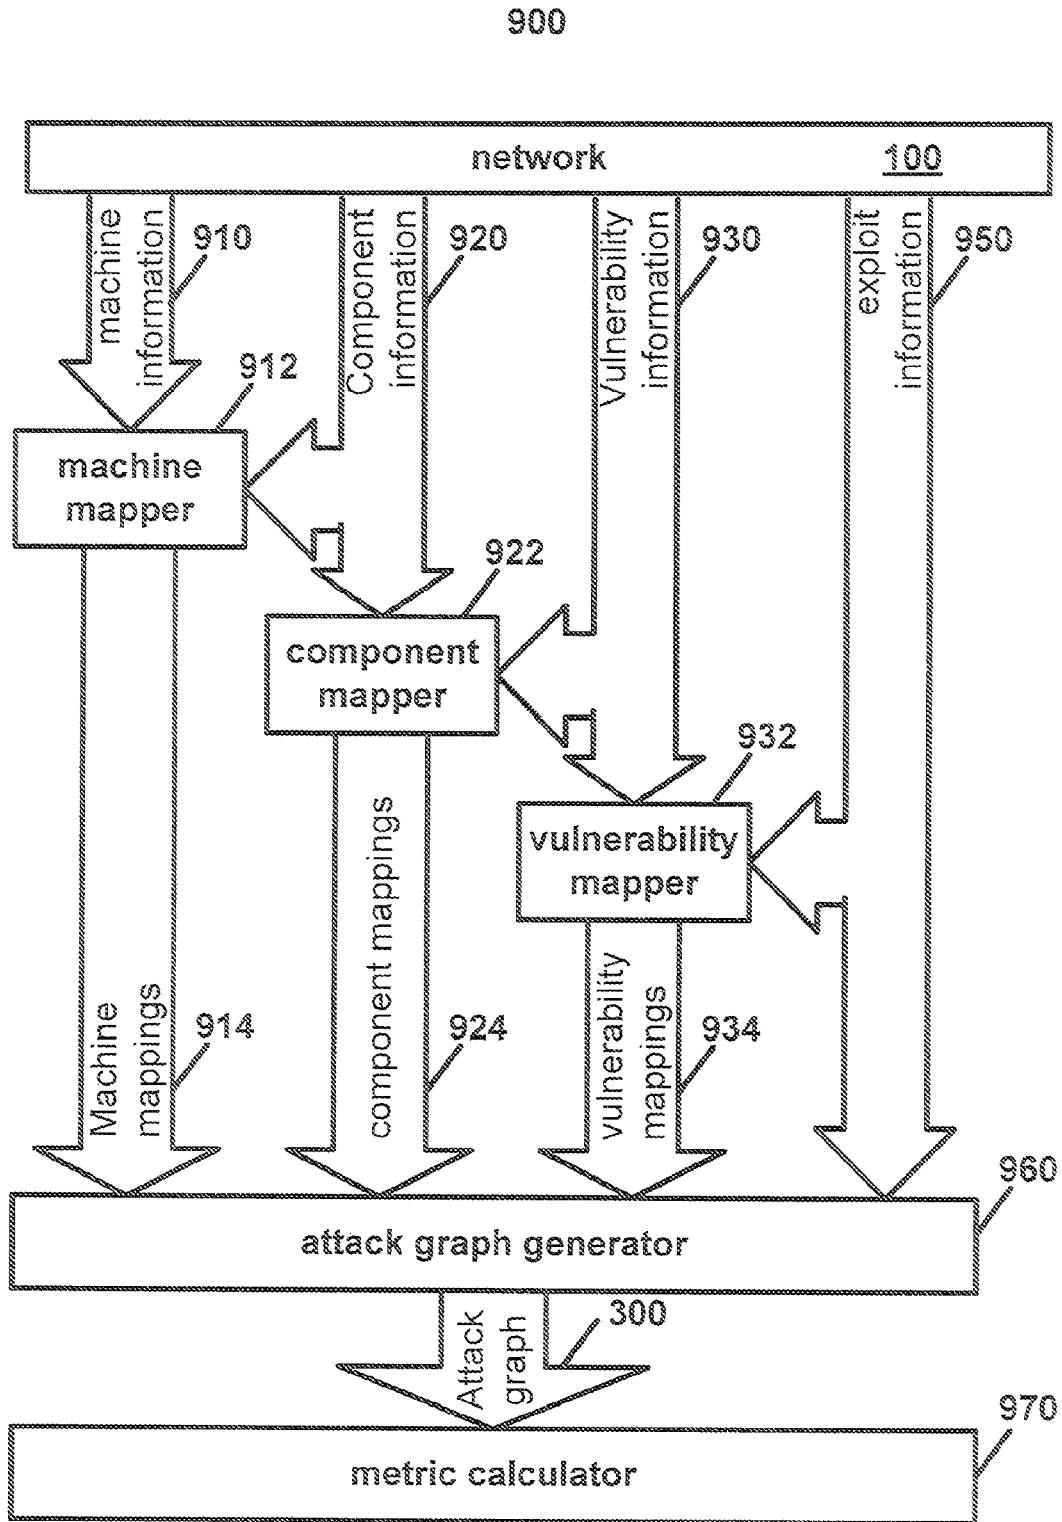 900
network 100
machine
information
910
Component
information
920
Vulnerability
information
930
exploit
information
950
912
machine
mapper
922
component
mapper
932
vulnerability
mapper
Machine
mappings
914
component mappings
924
vulnerability
mappings
934
960
attack graph generator
Attack
graph
300
970
metric calculator